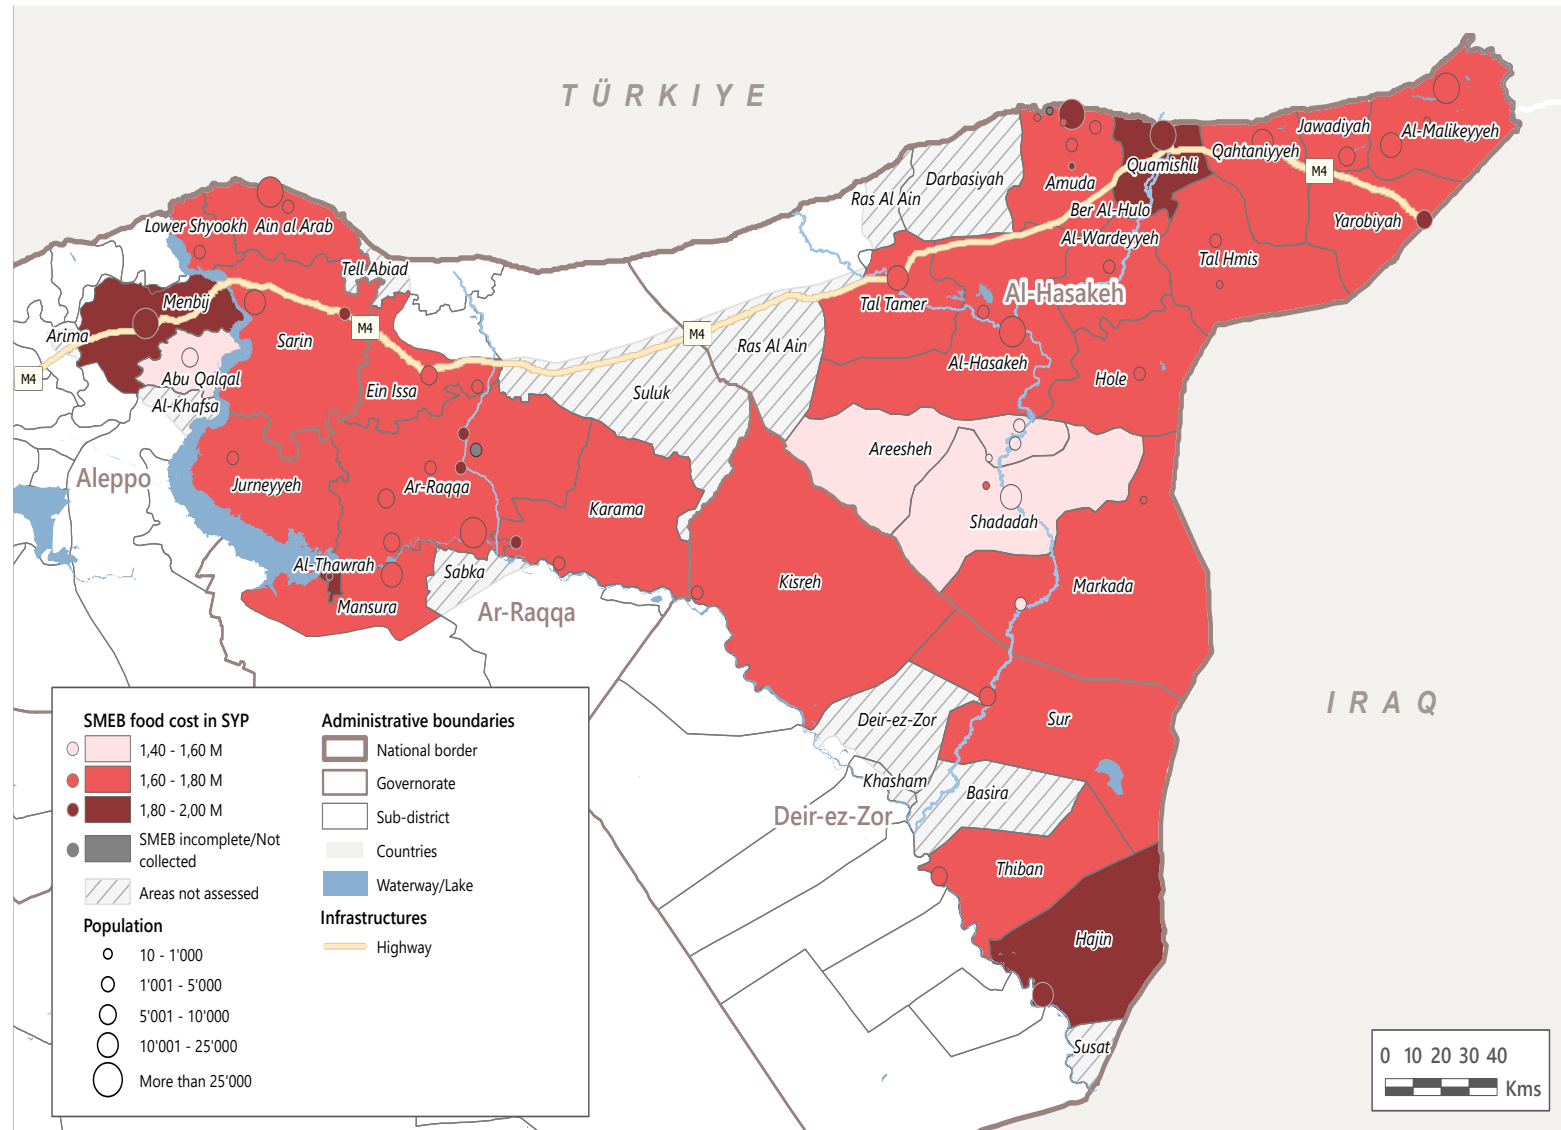 TÜRKIYE
Jawadiyah
Al-Malikeyyeh
Qahtaniyyeh
Quamishli
M4
Darbasiyah
Amuda
Ras Al Ain
Ber Al-Hulo
Yarobiyah
Lower Shyookh
Ain al Arab
Al-Wardeyyeh
Tal Hmis
Tell Abiad
Al-Hasakeh
Menbij
Tal Tamer
Arima
M4
M4
Sarin
Ras Al Ain
Al-Hasakeh
M4
Abu Qalqal
Ein Issa
Suluk
Hole
Al-Khafsa
Areesheh
Aleppo
Jurneyyeh
Ar-Raqqa
Karama
Shadadah
Al-Thawrah
Sabka
Kisreh
Markada
Mansura
Ar-Raqqa
IRAQ
Deir-ez-Zor
Sur
Khasham
Basira
Deir-ez-Zor
Thiban
Hajin
Susat
SMEB food cost in SYP
1,40 - 1,60 M
1,60 - 1,80 M
1,80 - 2,00 M
SMEB incomplete/Not
collected
Areas not assessed
Population
10 - 1'000
1'001 - 5'000
5'001 - 10'000
10'001 - 25'000
More than 25'000
Administrative boundaries
National border
Governorate
Sub-district
Countries
Waterway/Lake
Infrastructures
Highway
0 10 20 30 40
Kms